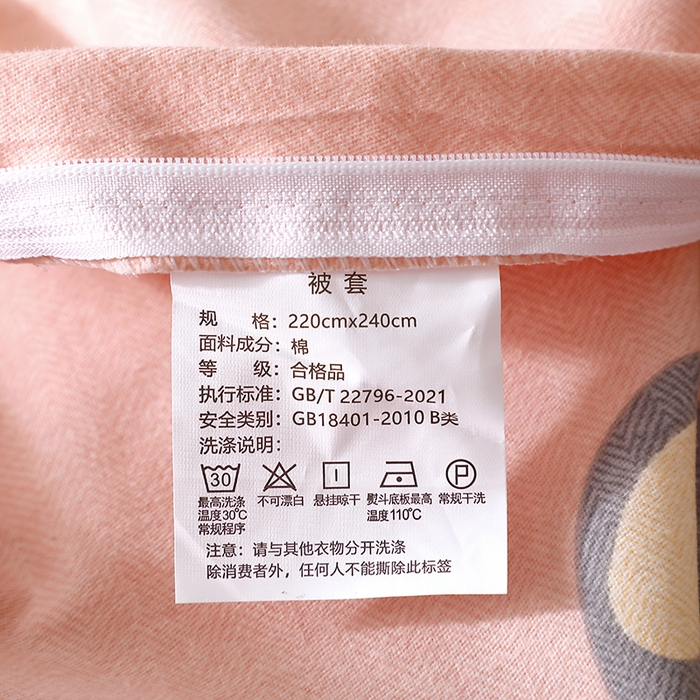 被套
规 格：220cmx240cm
面料成分：棉
等 级：合格品
执行标准：GB/T 22796-2021
安全类别：GB18401-2010 B类
洗涤说明：
30 P
最高洗涤 不可漂白 悬挂晾干 熨斗底板最高 常规干洗
温度30℃ 温度110℃
常规程序
注意：请与其他衣物分开洗涤
除消费者外，任何人不能撕除此标签